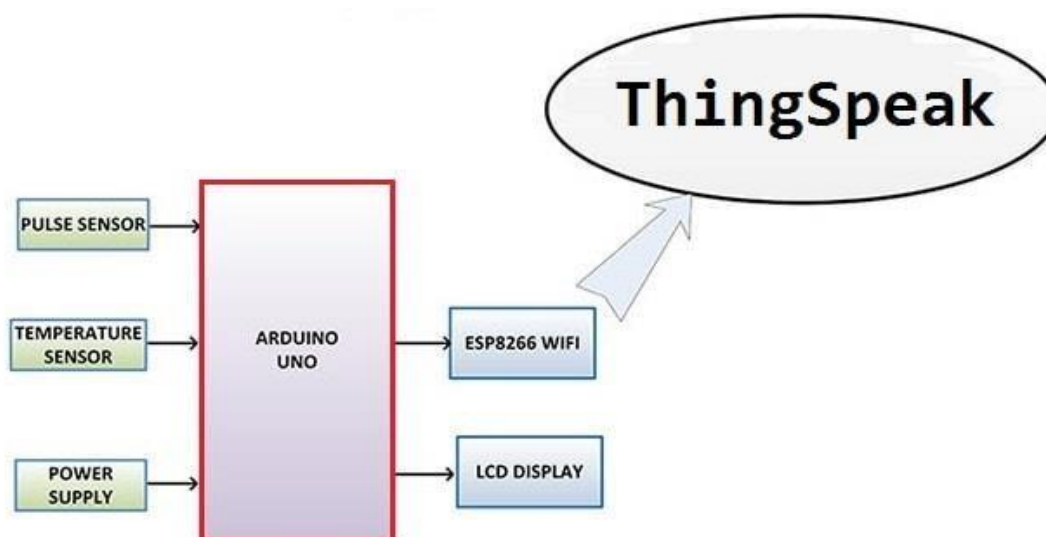 ThingSpeak
PULSE SENSOR
TEMPERATURE
SENSOR
POWER
SUPPLY
ARDUINO
UNO
ESP8266 WIFI
LCD DISPLAY